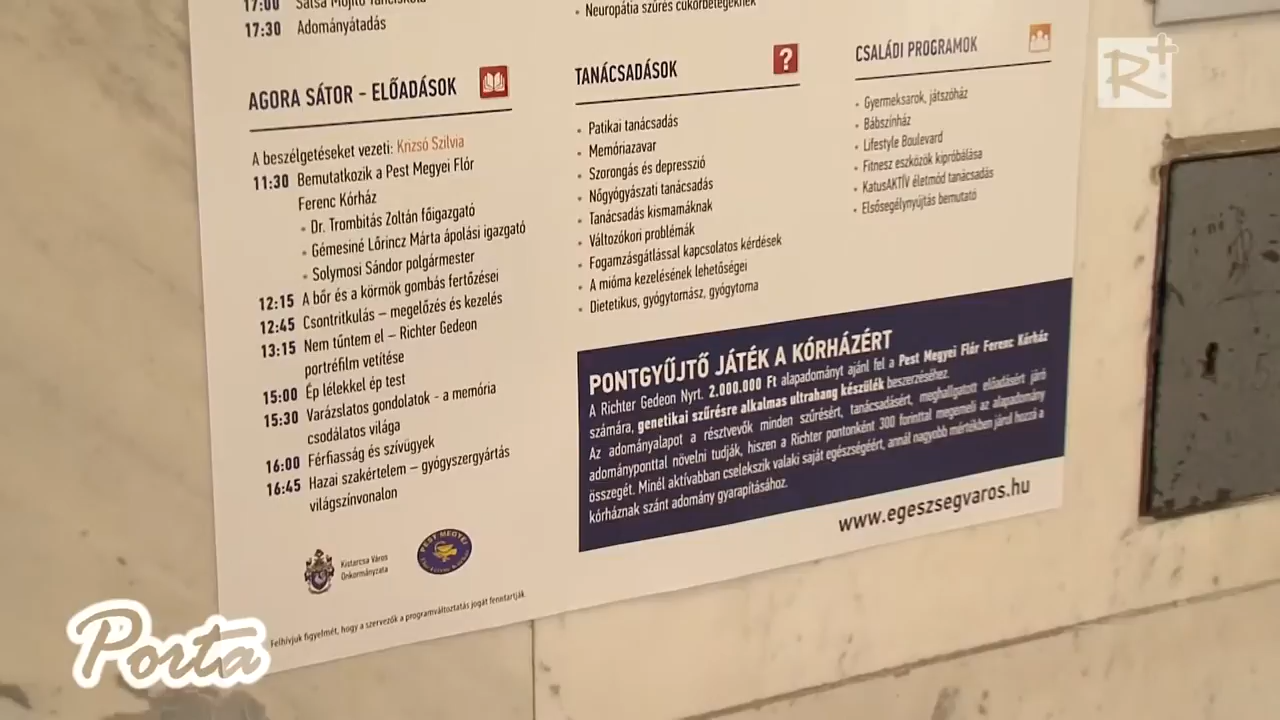 17:00 Salsa Mojito Tánciskola
17:30 Adományátadás
AGORA SÁTOR – ELŐADÁSOK
A beszélgetéseket vezeti: Krizsó Szilvia
11:30 Bemutatkozik a Pest Megyei Flór
Ferenc Kórház
• Dr. Trombitás Zoltán főigazgató
• Gémesiné Lőrincz Márta ápolási igazgató
• Solymosi Sándor polgármester
12:15 A bőr és a körmök gombás fertőzései
12:45 Csontritkulás – megelőzés és kezelés
13:15 Nem tűntem el – Richter Gedeon
portréfilm vetítése
15:00 Ép lélekkel ép test
15:30 Varázslatos gondolatok - a memória
csodálatos világa
16:00 Férfiasság és szívügyek
16:45 Hazai szakértelem – gyógyszergyártás
világszínvonalon
Kistarcsa Város
Önkormányzata
PEST MEGYEI
Felhívjuk figyelmét, hogy a szervezők a programváltoztatás jogát fenntartják.
• Neuropátia szűrés cukorbetegeknek
TANÁCSADÁSOK
?
• Patikai tanácsadás
• Memóriazavar
• Szorongás és depresszió
• Nőgyógyászati tanácsadás
• Tanácsadás kismamáknak
• Változókori problémák
• Fogamzásgátlással kapcsolatos kérdések
• A mióma kezelésének lehetőségei
• Dietetikus, gyógytornász, gyógytorna
CSALÁDI PROGRAMOK
• Gyermeksarok, játszóház
• Bábszínház
• Lifestyle Boulevard
• Fitnesz eszközök kipróbálása
• KatusAKTÍV életmód tanácsadás
• Elsősegélynyújtás bemutató
PONTGYŰJTŐ JÁTÉK A KÓRHÁZÉRT
A Richter Gedeon Nyrt. 2.000.000 Ft alapadományt ajánl fel a Pest Megyei Flór Ferenc Kórház
számára, genetikai szűrésre alkalmas ultrahang készülék beszerzéséhez.
Az adományalapot a résztvevők minden szűrésért, tanácsadásért, meghallgatott előadásért járó
adományponttal növelni tudják, hiszen a Richter pontonként 300 forinttal megemeli az alapadomány
összegét. Minél aktívabban cselekszik valaki saját egészségéért, annál nagyobb mértékben járul hozzá a
kórháznak szánt adomány gyarapításához.
www.egeszsegvaros.hu
R+
Porta